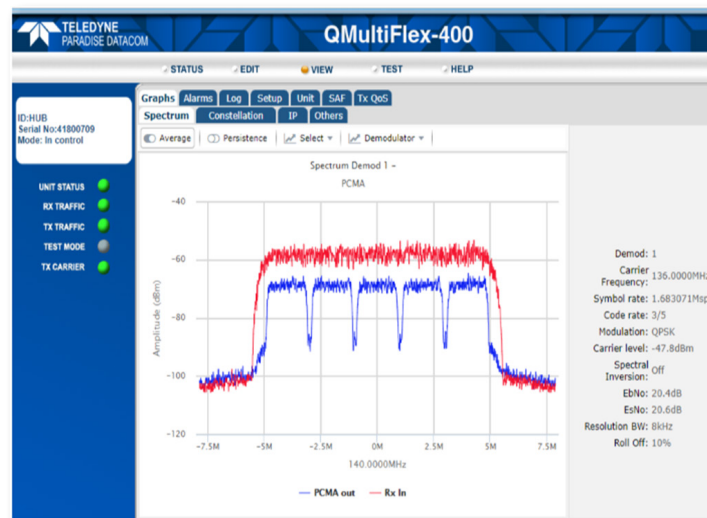 TELEDYNE
PARADISE DATACOM
QMultiFlex-400
STATUS EDIT VIEW TEST HELP
ID:HUB
Serial No:41800709
Mode: In control
UNIT STATUS
RX TRAFFIC
TX TRAFFIC
TEST MODE
TX CARRIER
Graphs Alarms Log Setup Unit SAF Tx QoS
Spectrum Constellation IP Others
Average Persistence Select Demodulator
Spectrum Demod 1 -
PCMA
Amplitude (dBm)
-40
-60
-80
-100
-120
-7.5M -5M -2.5M 0M 2.5M 5M 7.5M
140.0000MHz
PCMA out Rx In
Demod: 1
Carrier Frequency: 136.0000MHz
Symbol rate: 1.683071Msp
Code rate: 3/5
Modulation: QPSK
Carrier level: -47.8dBm
Spectral Inversion: Off
EbNo: 20.4dB
EsNo: 20.6dB
Resolution BW: 8kHz
Roll Off: 10%